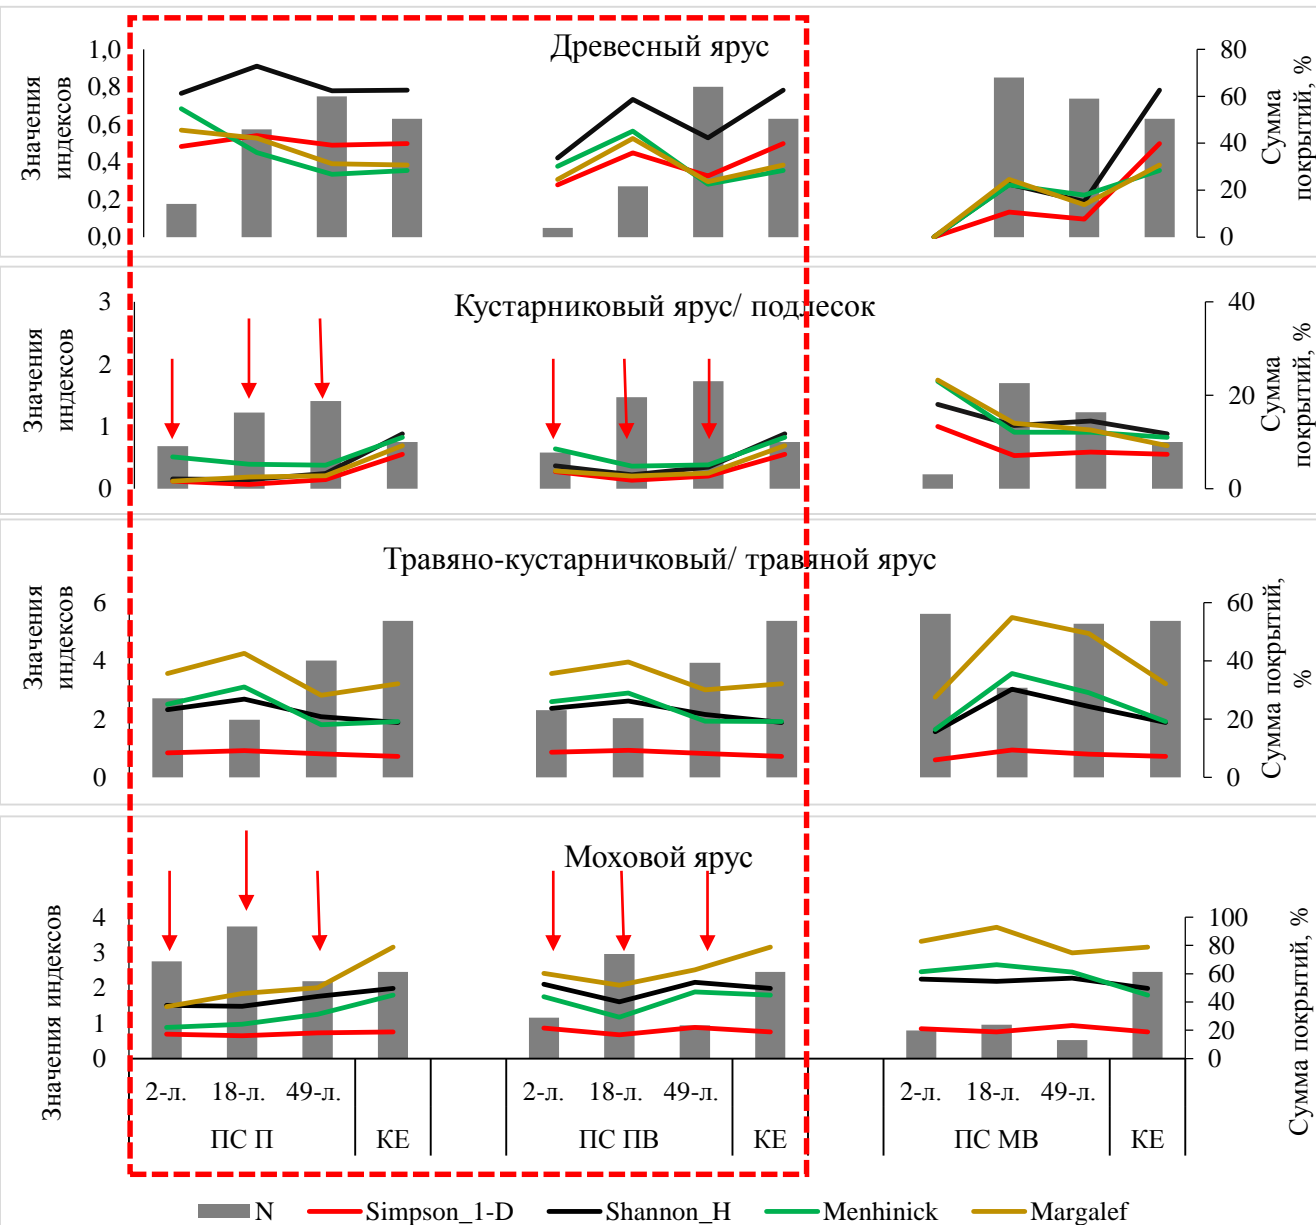 Древесный ярус
Значения
индексов
1,0
0,8
0,6
0,4
0,2
0,0
80
60
40
20
0
Сумма
покрытий, %
Кустарниковый ярус/ подлесок
Значения
индексов
3
2
1
0
40
20
0
Сумма
покрытий, %
Травяно-кустарничковый/ травяной ярус
Значения
индексов
6
4
2
0
60
40
20
0
Сумма покрытий,
%
Моховой ярус
Значения индексов
4
3
2
1
0
100
80
60
40
20
0
Сумма покрытий, %
2-л. 18-л. 49-л. 2-л. 18-л. 49-л. 2-л. 18-л. 49-л.
ПС П КЕ ПС ПВ КЕ ПС МВ КЕ
N Simpson_1-D Shannon_H Menhinick Margalef